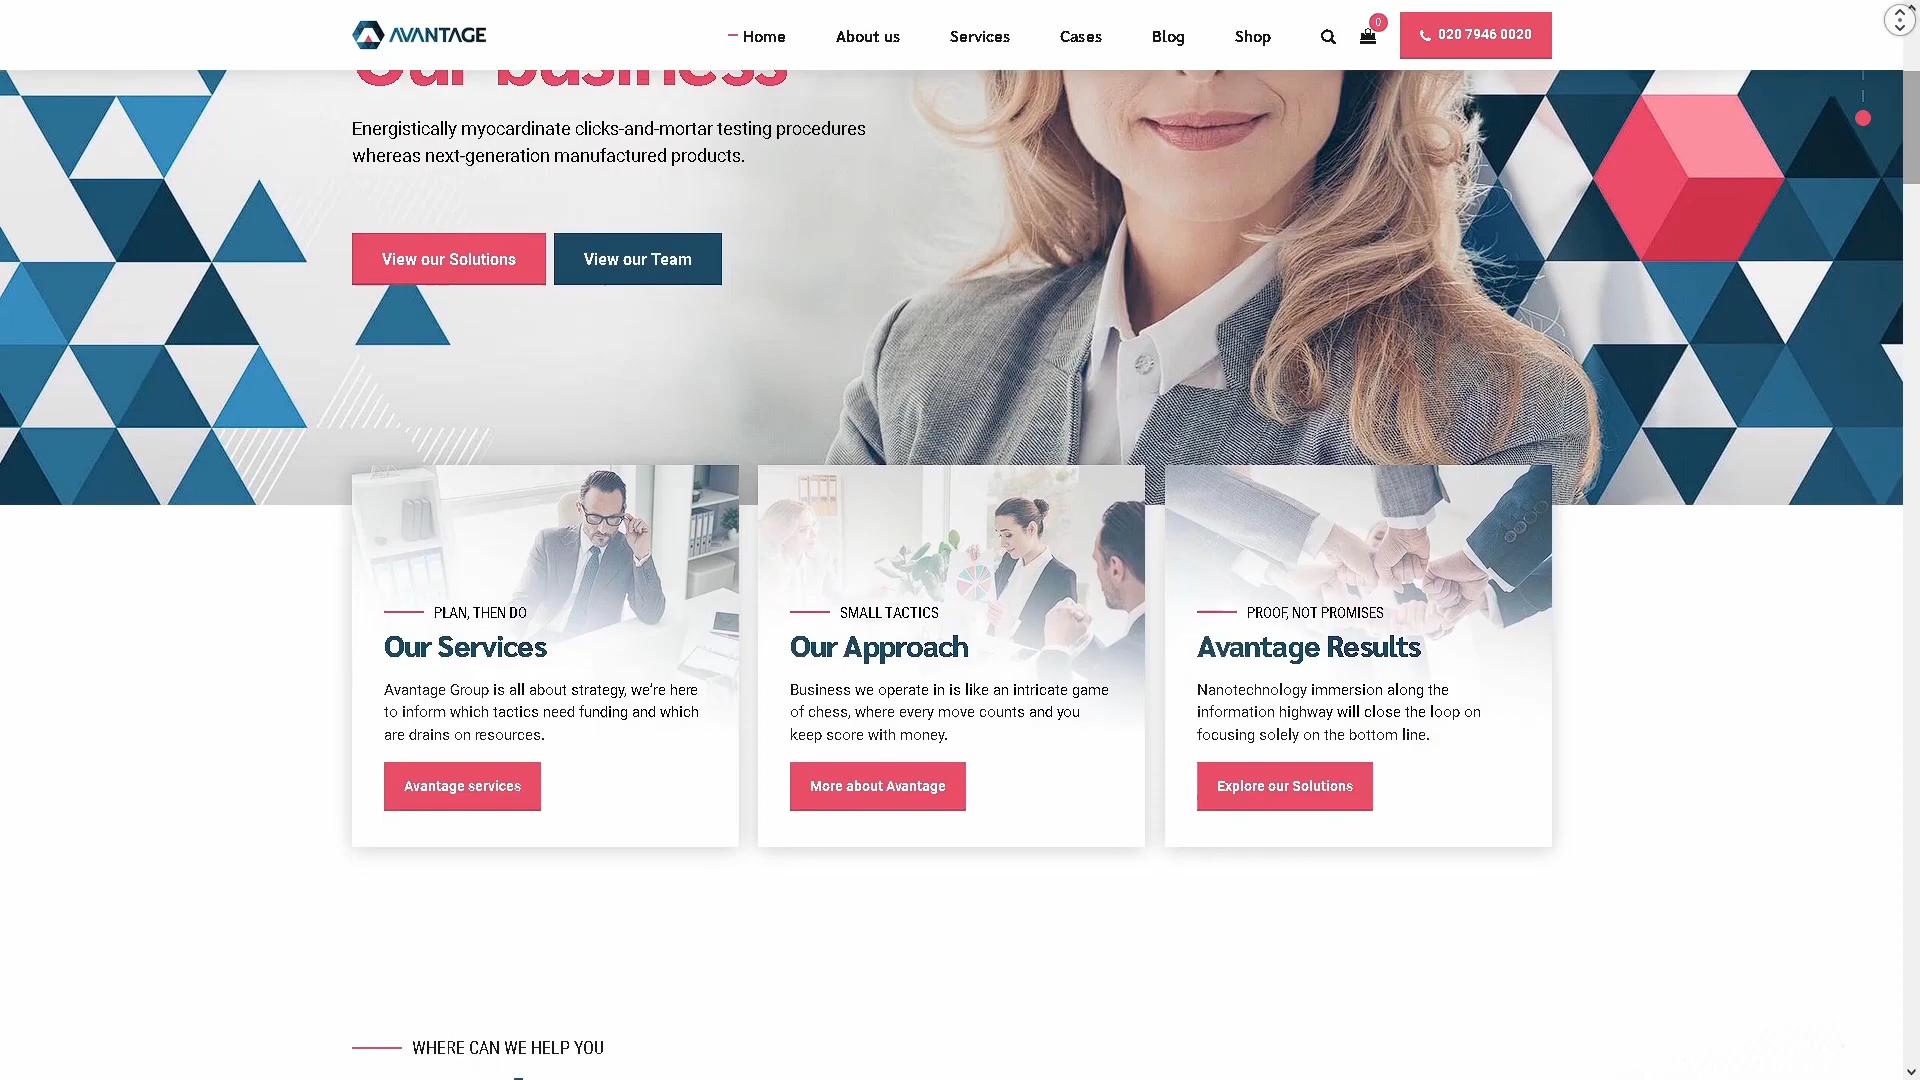 AVANTAGE
Home
About us
Services
Cases
Blog
Shop
0
020 7946 0020
Our business
Energistically myocardinate clicks-and-mortar testing procedures
whereas next-generation manufactured products.
View our Solutions
View our Team
PLAN, THEN DO
Our Services
Avantage Group is all about strategy, we’re here
to inform which tactics need funding and which
are drains on resources.
Avantage services
SMALL TACTICS
Our Approach
Business we operate in is like an intricate game
of chess, where every move counts and you
keep score with money.
More about Avantage
PROOF, NOT PROMISES
Avantage Results
Nanotechnology immersion along the
information highway will close the loop on
focusing solely on the bottom line.
Explore our Solutions
WHERE CAN WE HELP YOU